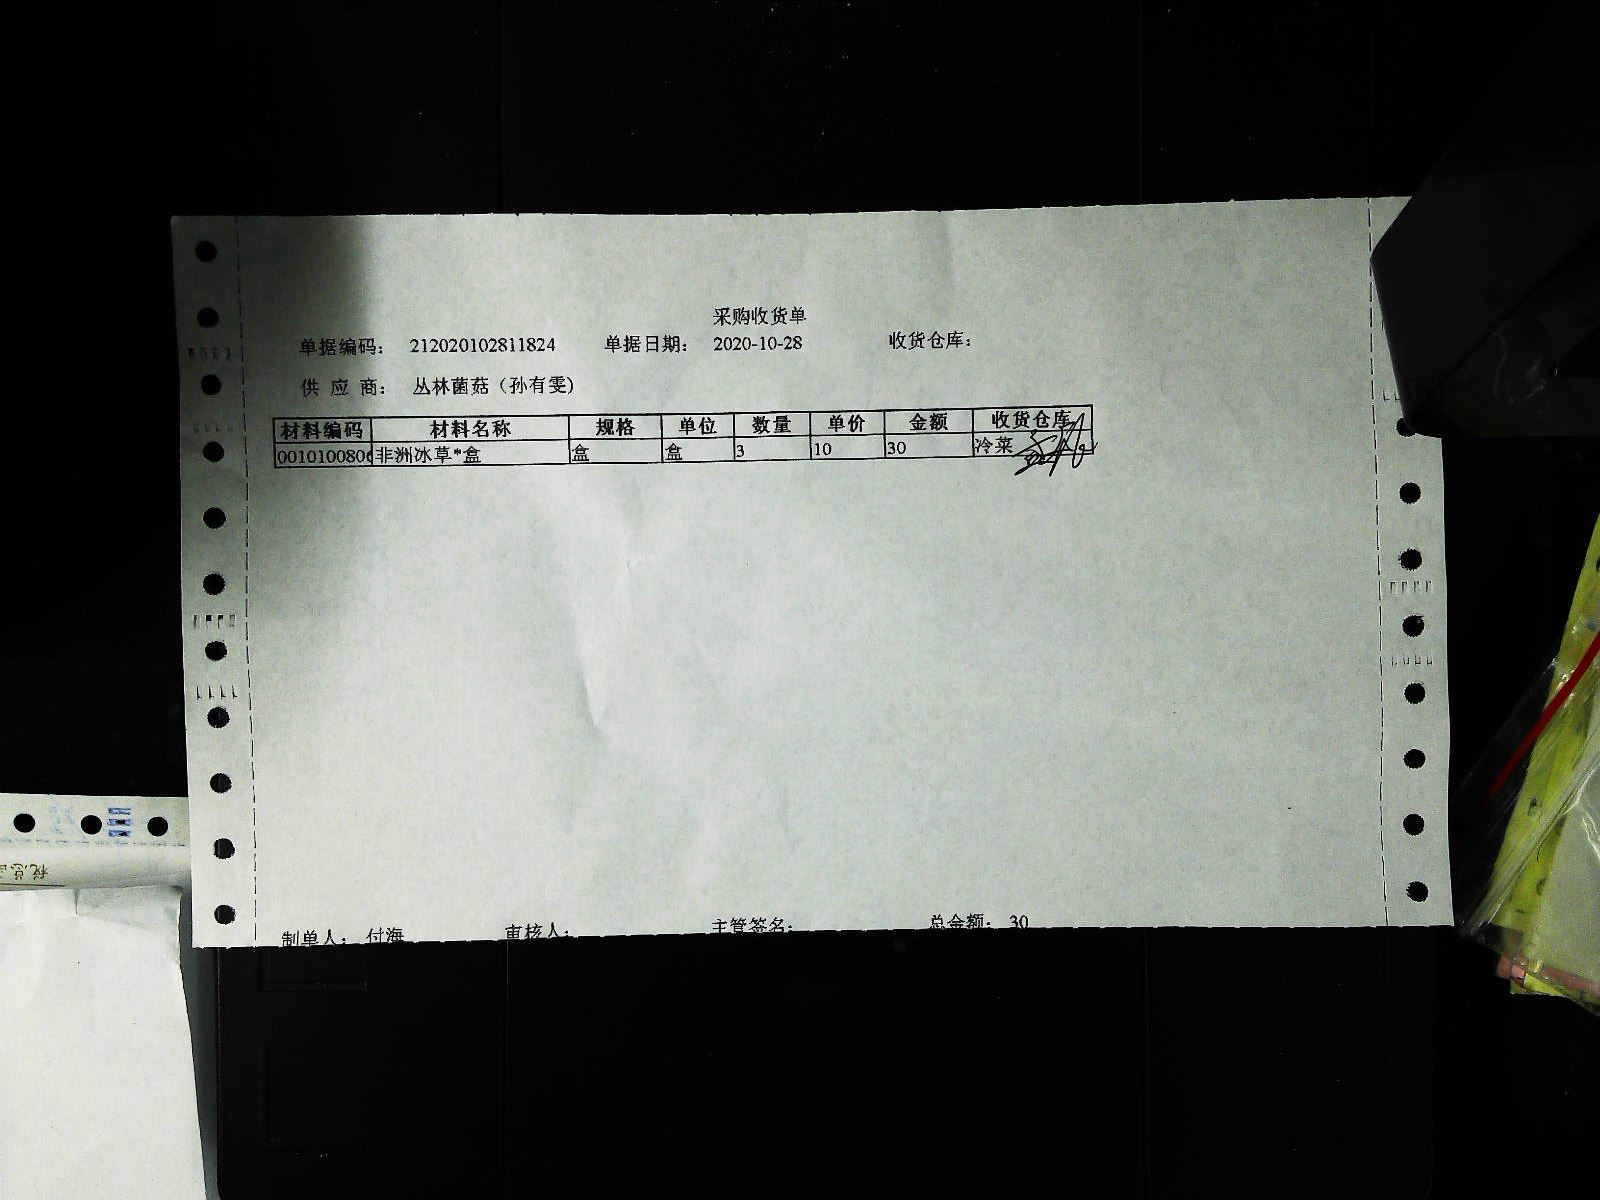 采购收货单
单据编码： 212020102811824 单据日期： 2020-10-28 收货仓库：
供 应 商： 丛林菌菇（孙有雯）
材料编码 材料名称 规格 单位 数量 单价 金额 收货仓库
001010080 非洲冰草*盒 盒 盒 3 10 30 冷菜
制单人： 付海 审核人： 主管签名： 总金额： 30